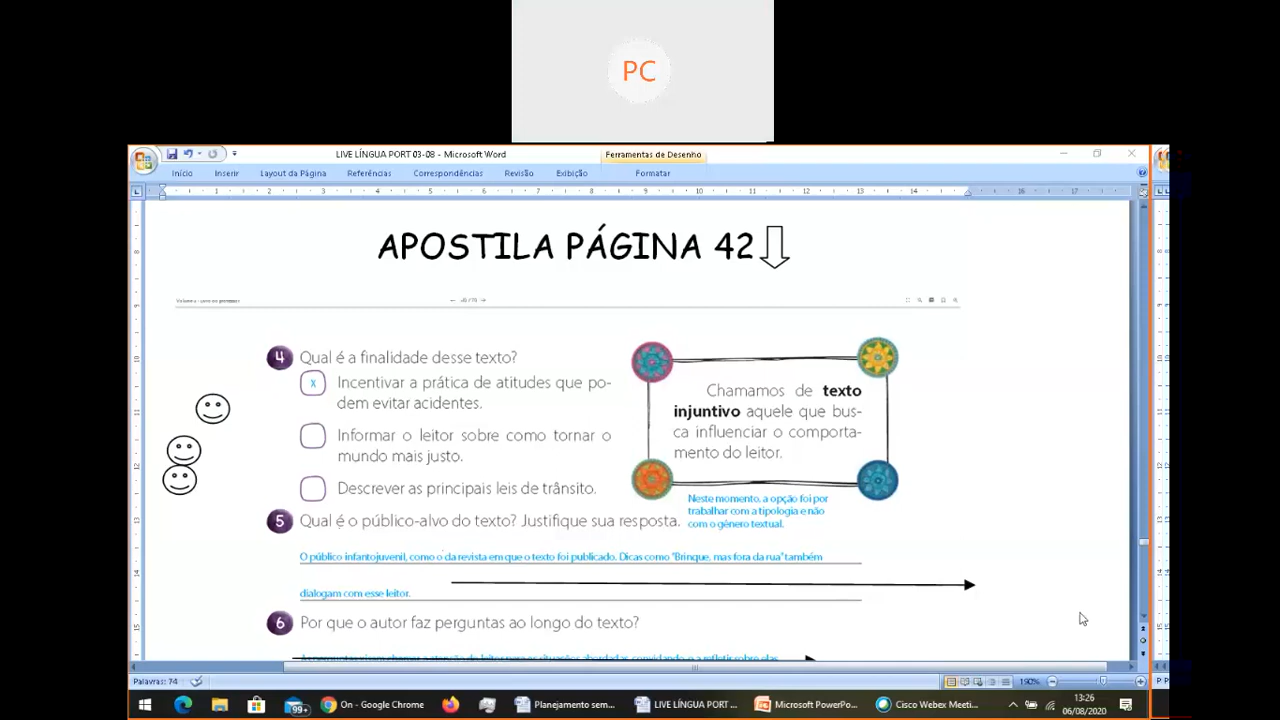 PC
LIVE LÍNGUA PORT 03-08 - Microsoft Word
Ferramentas de Desenho
Início Inserir Layout da Página Referências Correspondências Revisão Exibição Formatar
APOSTILA PÁGINA 42
4 Qual é a finalidade desse texto?
x Incentivar a prática de atitudes que po-
dem evitar acidentes.
Informar o leitor sobre como tornar o
mundo mais justo.
Descrever as principais leis de trânsito.
Chamamos de texto
injuntivo aquele que bus-
ca influenciar o comporta-
mento do leitor.
Neste momento, a opção foi por
trabalhar com a tipologia e não
com o gênero textual.
5 Qual é o público-alvo do texto? Justifique sua resposta.
O público infantojuvenil, como o da revista em que o texto foi publicado. Dicas como "Brinque, mas fora da rua" também
dialogam com esse leitor.
6 Por que o autor faz perguntas ao longo do texto?
Palavras: 74
190%
On - Google Chrome
Planejamento sem...
LIVE LÍNGUA PORT ...
Microsoft PowerPo...
Cisco Webex Meeti...
99+
13:26
06/08/2020